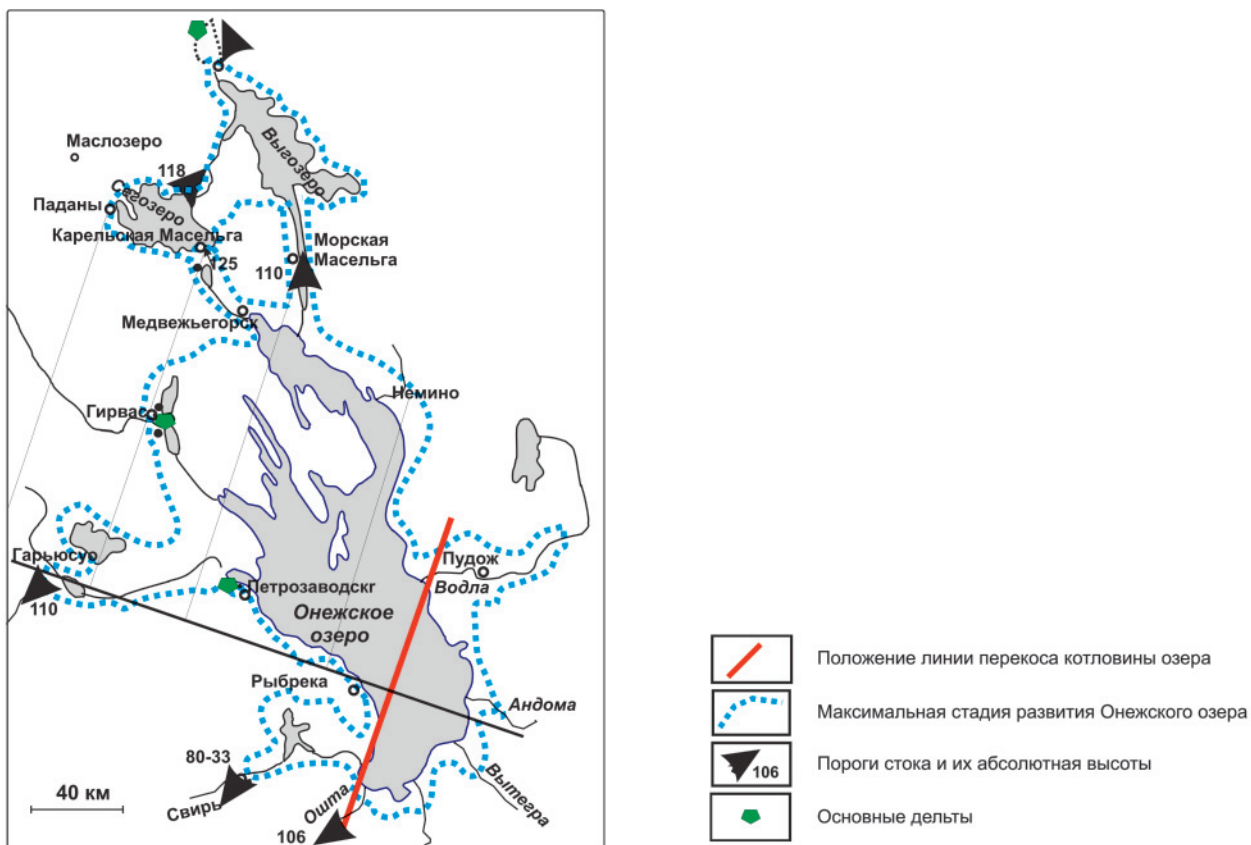 Маслозеро
Выгозеро
118
Сегозеро
Паданы
Карельская Масельга
125
Морская
Масельга
110
Медвежьегорск
Немино
Гирвас
Гарьюсуо
110
Пудож
Водла
Петрозаводскг
Онежское
озеро
Рыбрека
Андома
80-33
Свирь
Ошта
Вытегра
40 км
106
Положение линии перекоса котловины озера
Максимальная стадия развития Онежского озера
106
Пороги стока и их абсолютная высоты
Основные дельты